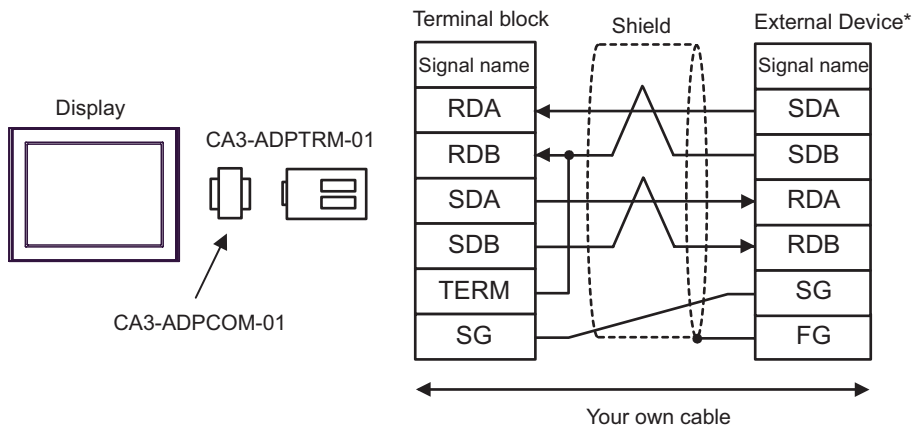 Display
CA3-ADPTRM-01
CA3-ADPCOM-01
Terminal block
Shield
External Device*
Signal name
Signal name
RDA
SDA
RDB
SDB
SDA
RDA
SDB
RDB
TERM
SG
SG
FG
Your own cable